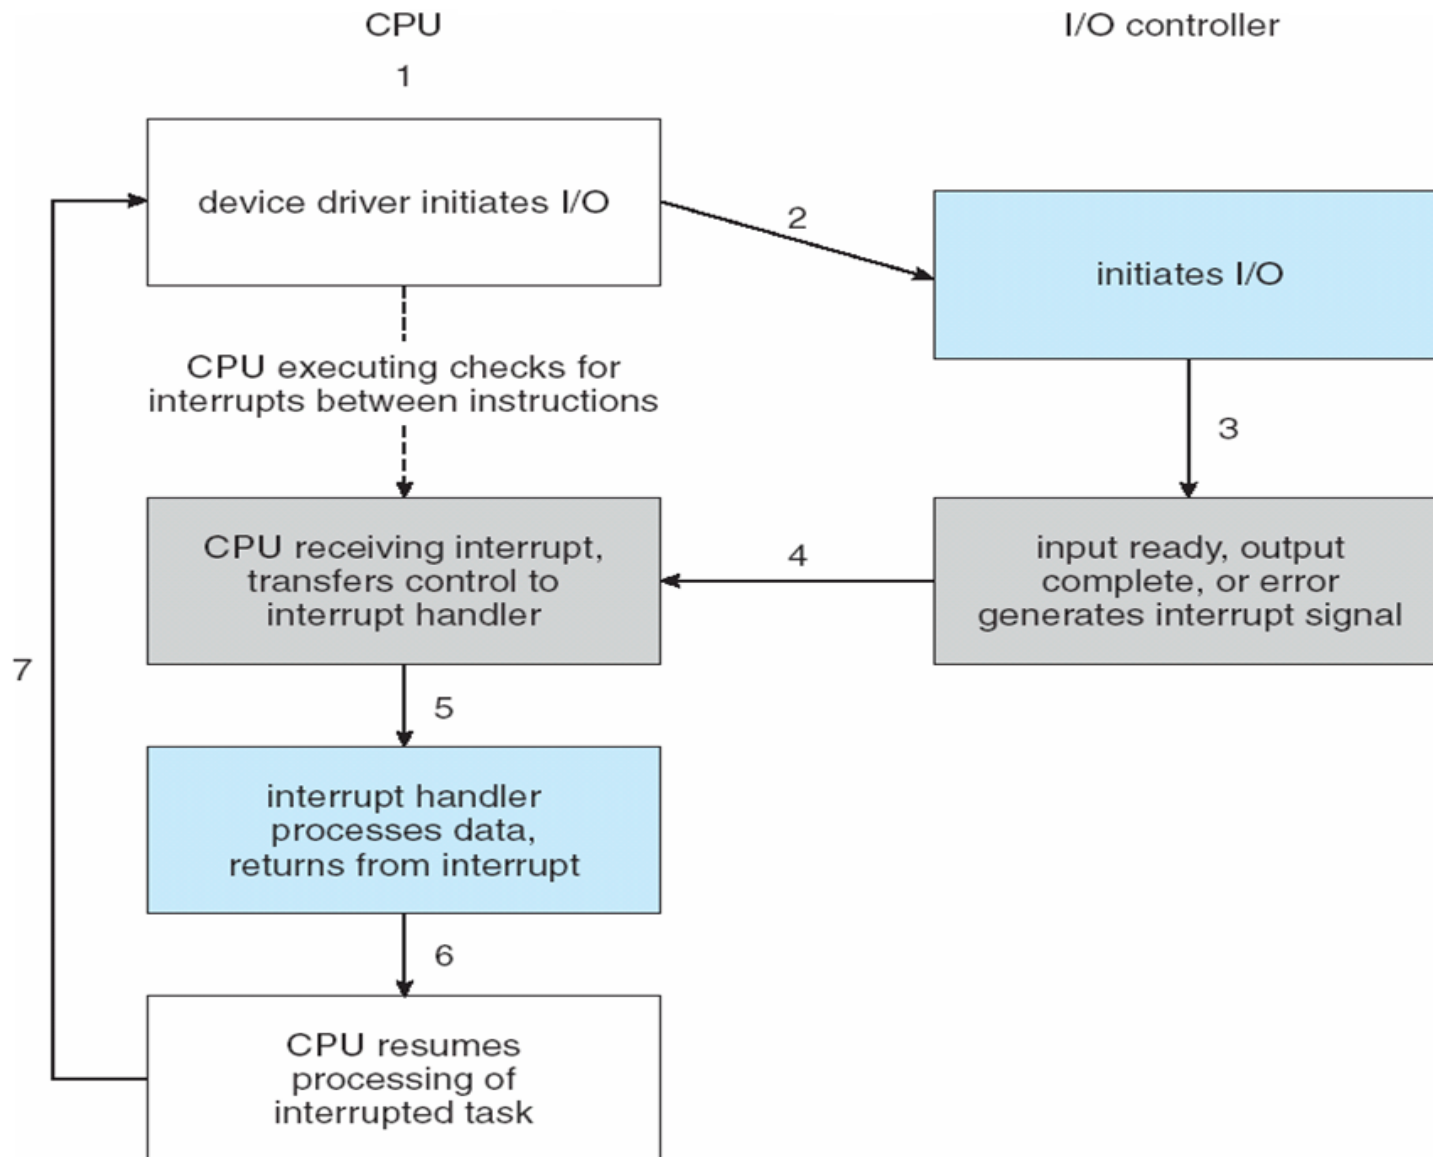 CPU
I/O controller
1
device driver initiates I/O
2
initiates I/O
CPU executing checks for
interrupts between instructions
3
CPU receiving interrupt,
transfers control to
interrupt handler
4
input ready, output
complete, or error
generates interrupt signal
7
5
interrupt handler
processes data,
returns from interrupt
6
CPU resumes
processing of
interrupted task